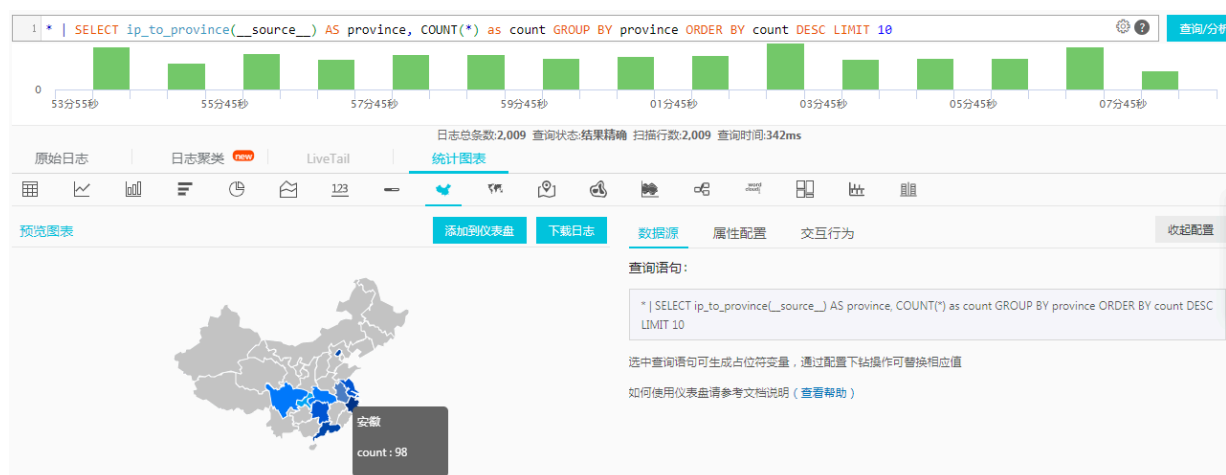 1 * | SELECT ip_to_province(__source__) AS province, COUNT(*) as count GROUP BY province ORDER BY count DESC LIMIT 10
查询/分析
0
53分55秒 55分45秒 57分45秒 59分45秒 01分45秒 03分45秒 05分45秒 07分45秒
日志总条数:2,009 查询状态:结果精确 扫描行数:2,009 查询时间:342ms
原始日志 日志聚类 new LiveTail 统计图表
123
word
cloud
预览图表 添加到仪表盘 下载日志
数据源 属性配置 交互行为 收起配置
查询语句：
* | SELECT ip_to_province(__source__) AS province, COUNT(*) as count GROUP BY province ORDER BY count DESC
LIMIT 10
选中查询语句可生成占位符变量，通过配置下钻操作可替换相应值
如何使用仪表盘请参考文档说明（查看帮助）
安徽
count : 98